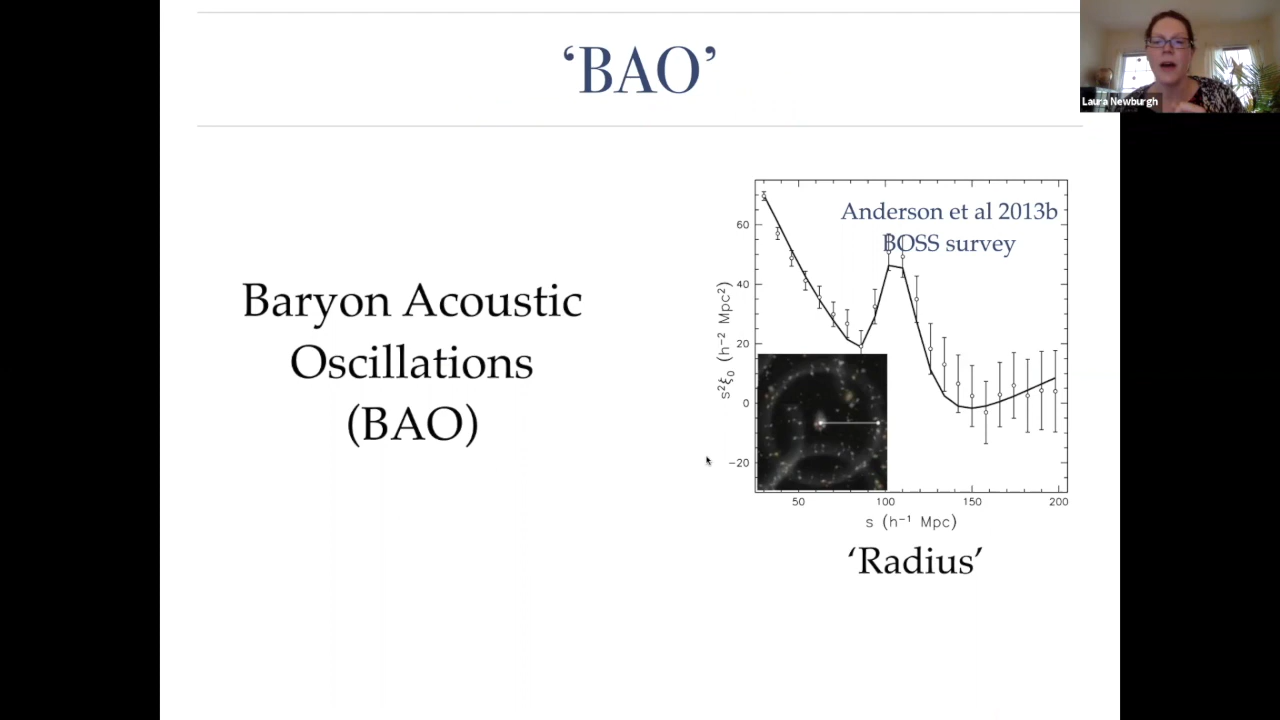 ‘BAO’
Laura Newburgh
Baryon Acoustic
Oscillations
(BAO)
Anderson et al 2013b
BOSS survey
60
40
20
0
−20
s²ξ₀ (h⁻² Mpc²)
50 100 150 200
s (h⁻¹ Mpc)
‘Radius’